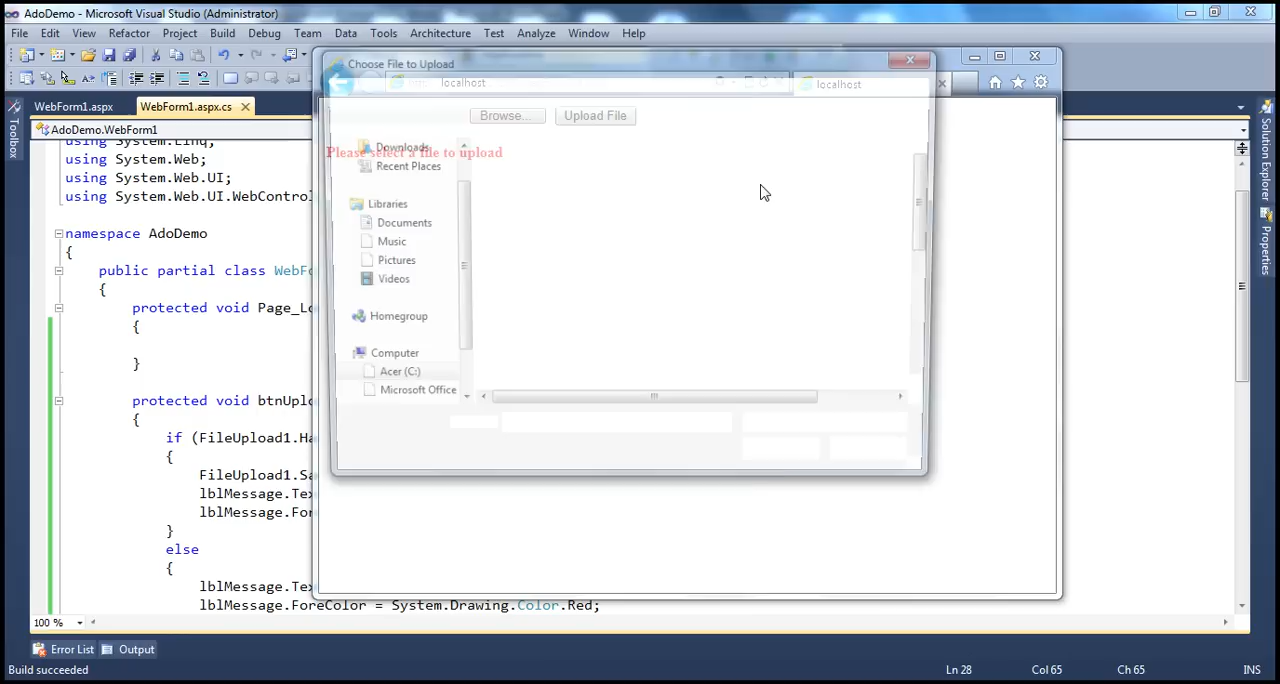 AdoDemo - Microsoft Visual Studio (Administrator)
File Edit View Refactor Project Build Debug Team Data Tools Architecture Test Analyze Window Help
Choose File to Upload
localhost
localhost
WebForm1.aspx
WebForm1.aspx.cs
AdoDemo.WebForm1
Browse...
Upload File
Please select a file to upload
Downloads
Recent Places
Libraries
Documents
Music
Pictures
Videos
Homegroup
Computer
Acer (C:)
Microsoft Office
using System.Linq;
using System.Web;
using System.Web.UI;
using System.Web.UI.WebContro
namespace AdoDemo
{
public partial class WebFo
{
protected void Page_Lo
{
}
protected void btnUplo
{
if (FileUpload1.Ha
{
FileUpload1.Sa
lblMessage.Tex
lblMessage.For
}
else
{
lblMessage.Tex
lblMessage.ForeColor = System.Drawing.Color.Red;
100 %
Toolbox
Solution Explorer
Properties
Error List
Output
Build succeeded
Ln 28
Col 65
Ch 65
INS